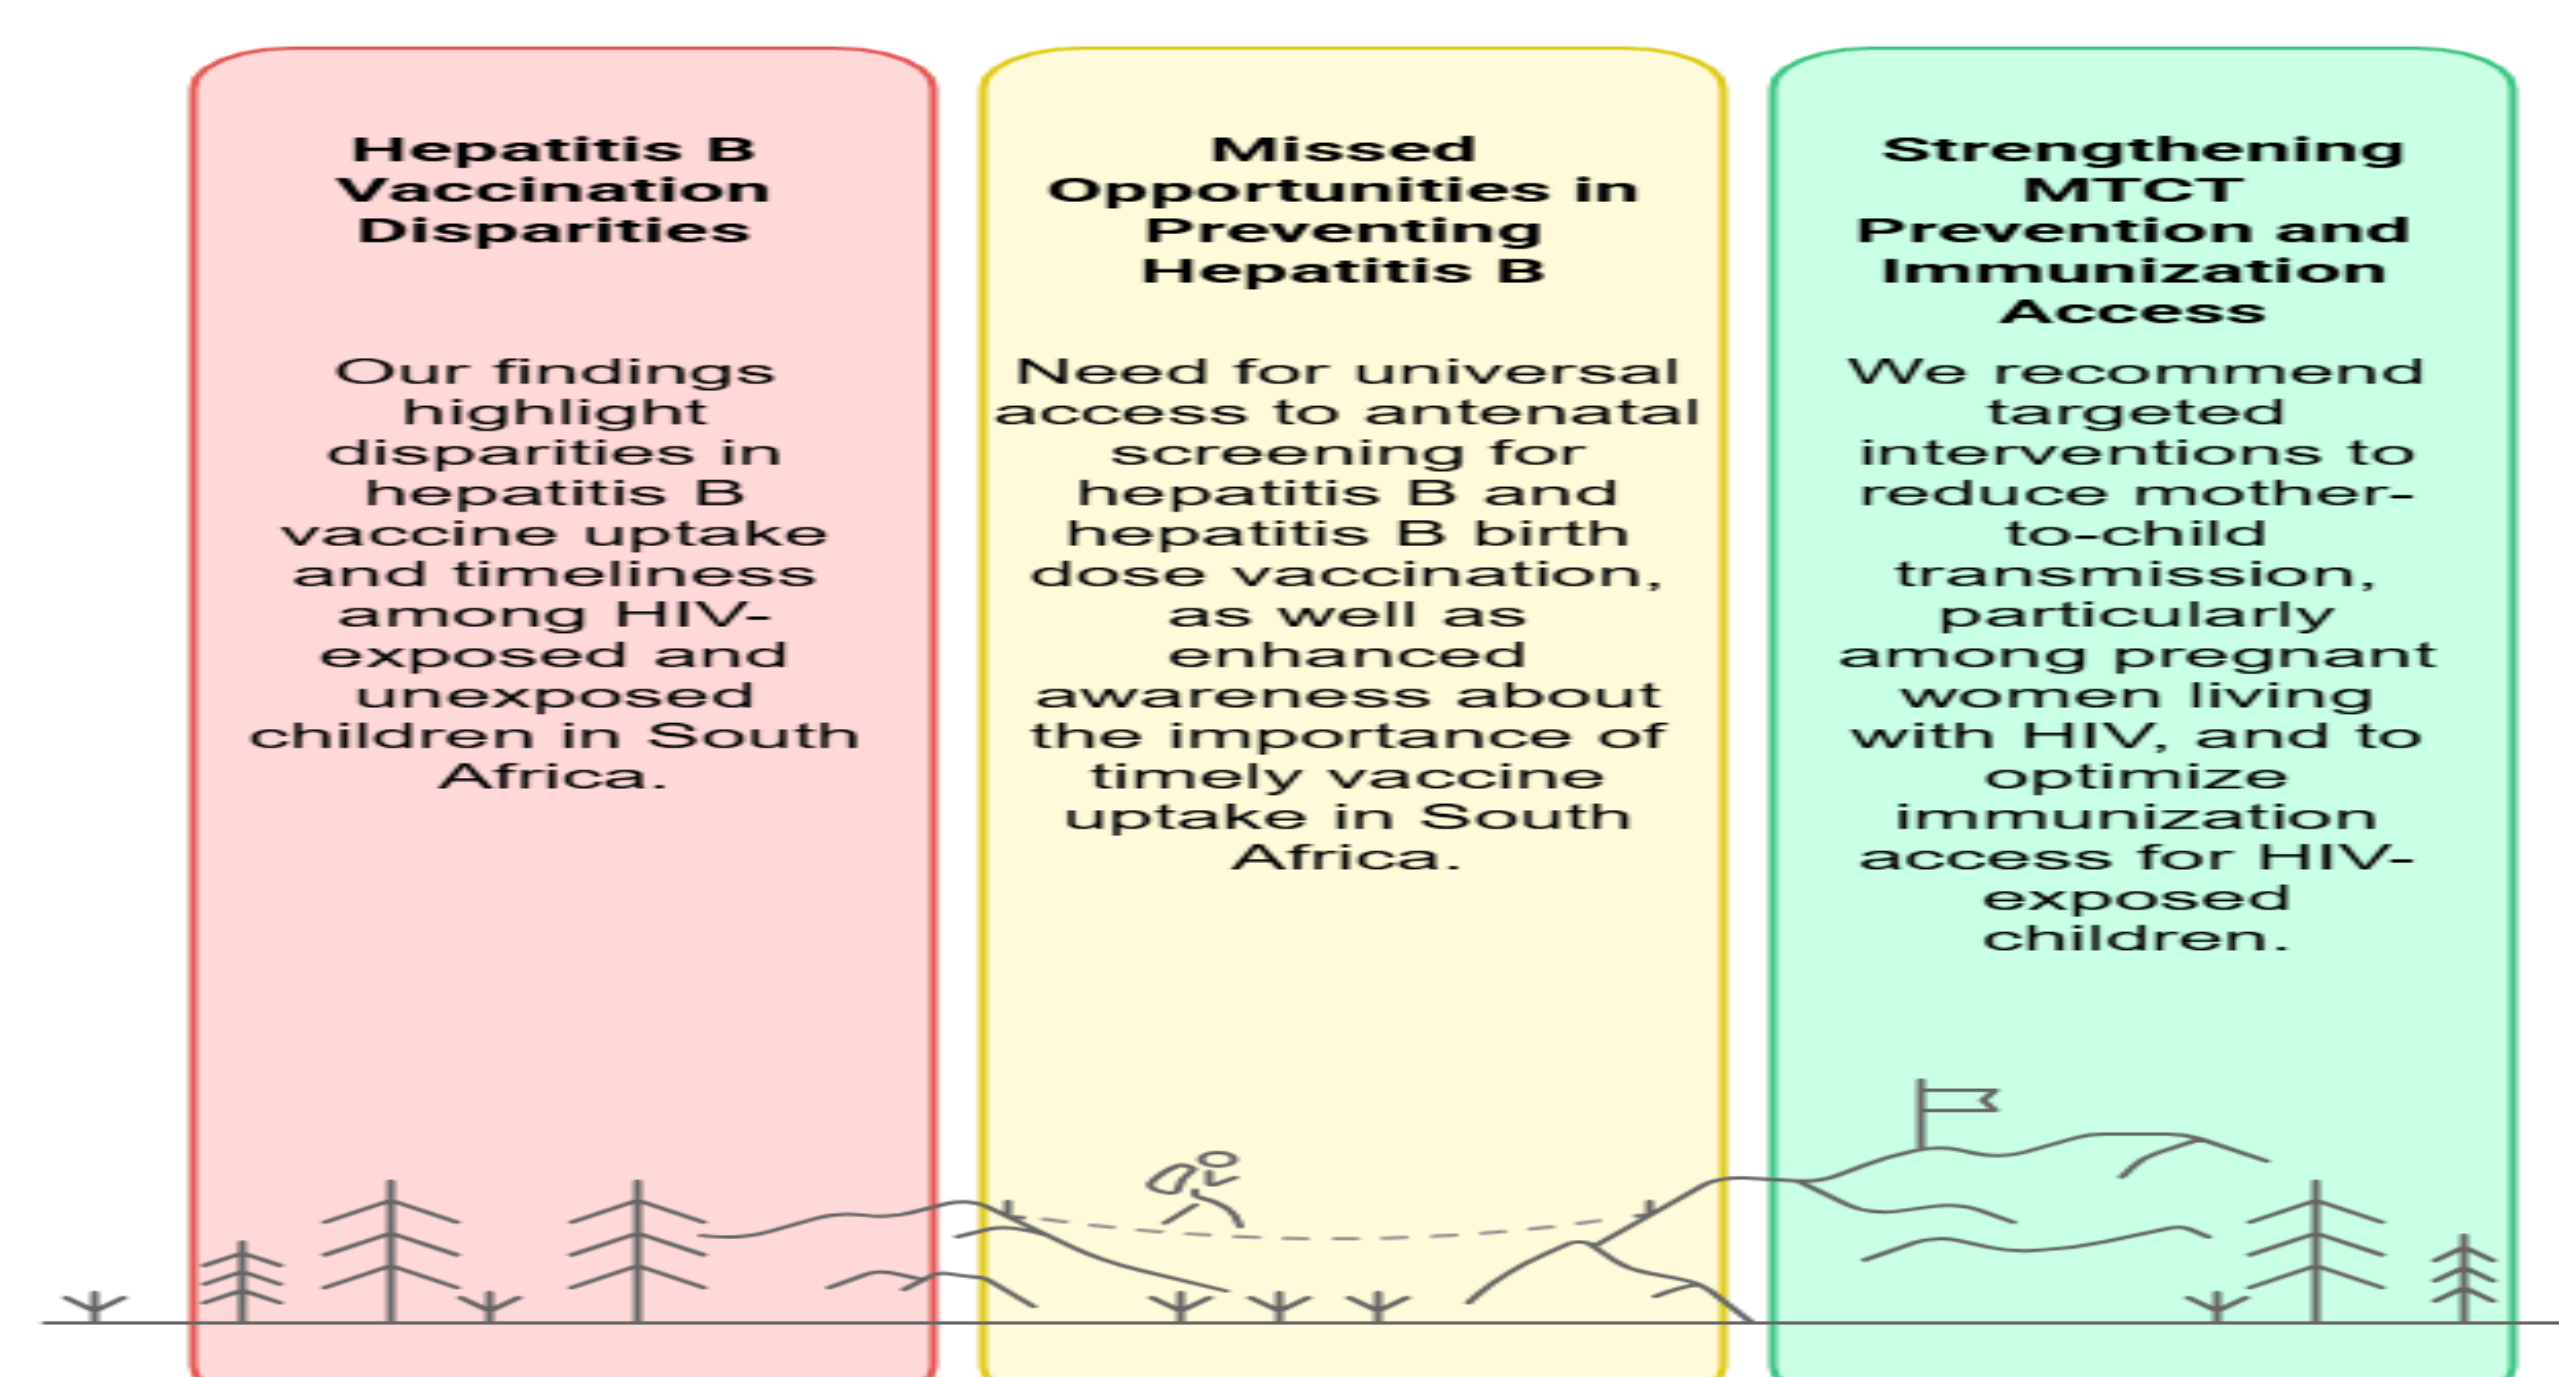 Hepatitis B
Vaccination
Disparities
Our findings
highlight
disparities in
hepatitis B
vaccine uptake
and timeliness
among HIV-
exposed and
unexposed
children in South
Africa.
Missed
Opportunities in
Preventing
Hepatitis B
Need for universal
access to antenatal
screening for
hepatitis B and
hepatitis B birth
dose vaccination,
as well as
enhanced
awareness about
the importance of
timely vaccine
uptake in South
Africa.
Strengthening
MTCT
Prevention and
Immunization
Access
We recommend
targeted
interventions to
reduce mother-
to-child
transmission,
particularly
among pregnant
women living
with HIV, and to
optimize
immunization
access for HIV-
exposed
children.